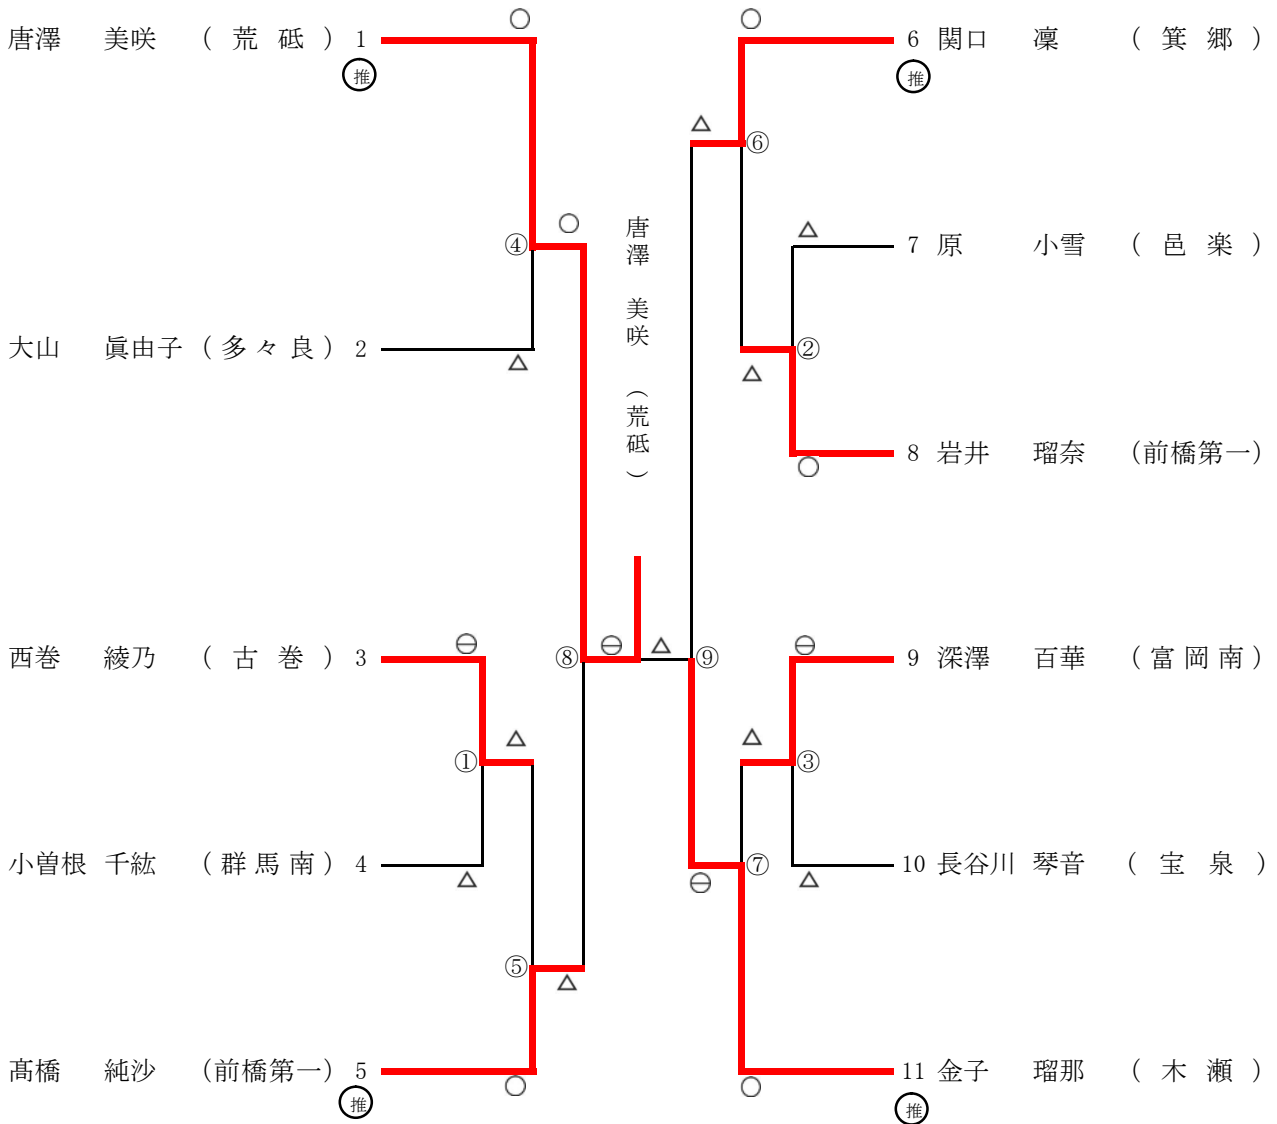 唐澤 美咲 ( 荒 砥 ) 1
推
大山 眞由子 ( 多 々 良 ) 2
西巻 綾乃 ( 古 巻 ) 3
小曽根 千紘 ( 群 馬 南 ) 4
髙橋 純沙 (前橋第一) 5
推
④
①
⑤
⑧
唐澤 美咲 (荒砥)
⑨
⑥
②
③
⑦
6 関口 凜 ( 箕 郷 )
推
7 原 小雪 ( 邑 楽 )
8 岩井 瑠奈 (前橋第一)
9 深澤 百華 ( 富 岡 南 )
10 長谷川 琴音 ( 宝 泉 )
11 金子 瑠那 ( 木 瀬 )
推